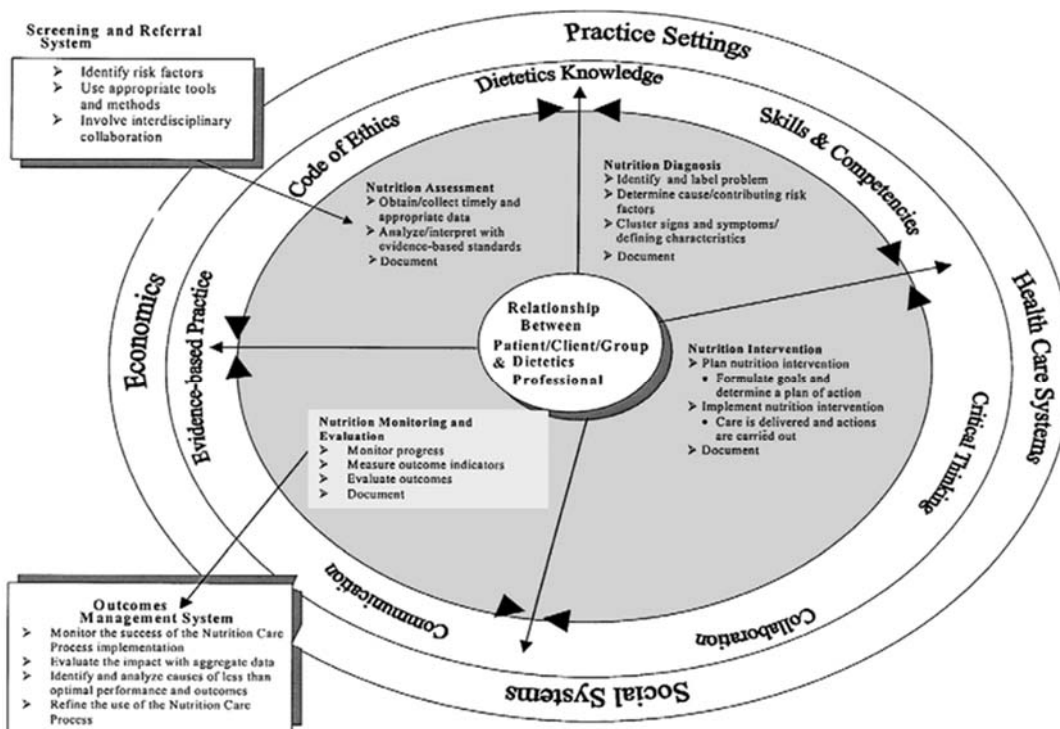 Screening and Referral
System
➢ Identify risk factors
➢ Use appropriate tools
and methods
➢ Involve interdisciplinary
collaboration
Practice Settings
Dietetics Knowledge
Code of Ethics
Skills & Competencies
Nutrition Assessment
➢ Obtain/collect timely and
appropriate data
➢ Analyze/interpret with
evidence-based standards
➢ Document
Nutrition Diagnosis
➢ Identify and label problem
➢ Determine cause/contributing risk
factors
➢ Cluster signs and symptoms/
defining characteristics
➢ Document
Economics
Evidence-based Practice
Relationship
Between
Patient/Client/Group
& Dietetics
Professional
Health Care Systems
Critical Thinking
Nutrition Intervention
➢ Plan nutrition intervention
• Formulate goals and
determine a plan of action
➢ Implement nutrition intervention
• Care is delivered and actions
are carried out
➢ Document
Nutrition Monitoring and
Evaluation
➢ Monitor progress
➢ Measure outcome indicators
➢ Evaluate outcomes
➢ Document
Communication
Collaboration
Social Systems
Outcomes
Management System
➢ Monitor the success of the Nutrition Care
Process implementation
➢ Evaluate the impact with aggregate data
➢ Identify and analyze causes of less than
optimal performance and outcomes
➢ Refine the use of the Nutrition Care
Process